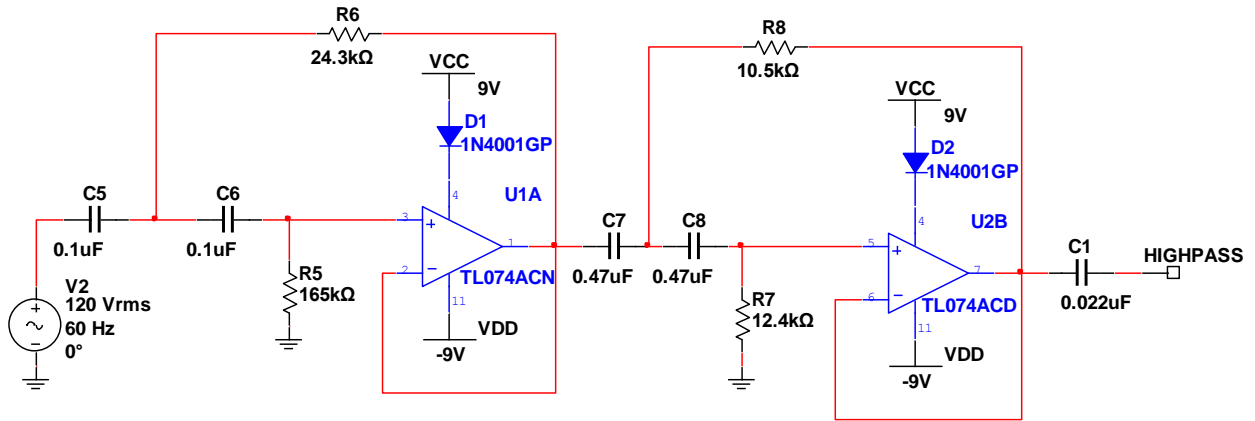 R6
24.3kΩ
VCC
9V
D1
1N4001GP
C5
0.1uF
C6
0.1uF
4
U1A
3
1
2
TL074ACN
11
R5
165kΩ
VDD
-9V
V2
120 Vrms
60 Hz
0°
R8
10.5kΩ
VCC
9V
D2
1N4001GP
C7
0.47uF
C8
0.47uF
4
U2B
5
7
6
TL074ACD
11
R7
12.4kΩ
VDD
-9V
C1
0.022uF
HIGHPASS